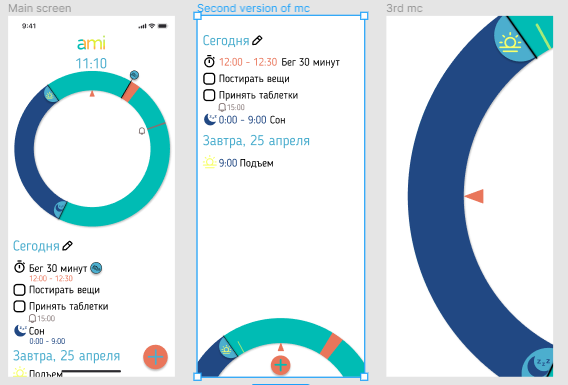 Main screen
Second version of mc
3rd mc
9:41
ami
11:10
Сегодня
Бег 30 минут
12:00 - 12:30
Постирать вещи
Принять таблетки
15:00
Сон
0:00 - 9:00
Завтра, 25 апреля
Подъем
Сегодня
12:00 - 12:30 Бег 30 минут
Постирать вещи
Принять таблетки
15:00
0:00 - 9:00 Сон
Завтра, 25 апреля
9:00 Подъем